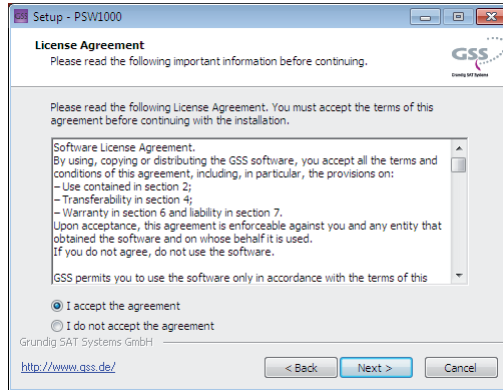 Setup - PSW1000
License Agreement
Please read the following important information before continuing.
GSS
Grundig SAT Systems
Please read the following License Agreement. You must accept the terms of this
agreement before continuing with the installation.
Software License Agreement.
By using, copying or distributing the GSS software, you accept all the terms and
conditions of this agreement, including, in particular, the provisions on:
– Use contained in section 2;
– Transferability in section 4;
– Warranty in section 6 and liability in section 7.
Upon acceptance, this agreement is enforceable against you and any entity that
obtained the software and on whose behalf it is used.
If you do not agree, do not use the software.
GSS permits you to use the software only in accordance with the terms of this
I accept the agreement
I do not accept the agreement
Grundig SAT Systems GmbH
http://www.gss.de/
< Back
Next >
Cancel